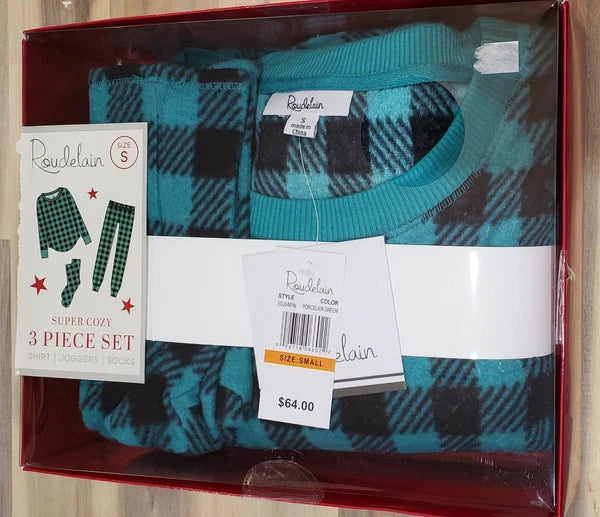 Roudelain
SIZE
S
SUPER COZY
3 PIECE SET
SHIRT | JOGGERS | SOCKS
Roudelain
S
made in
China
Roudelain
STYLE COLOR
PORCELAIN GREEN
SIZE:SMALL
$64.00